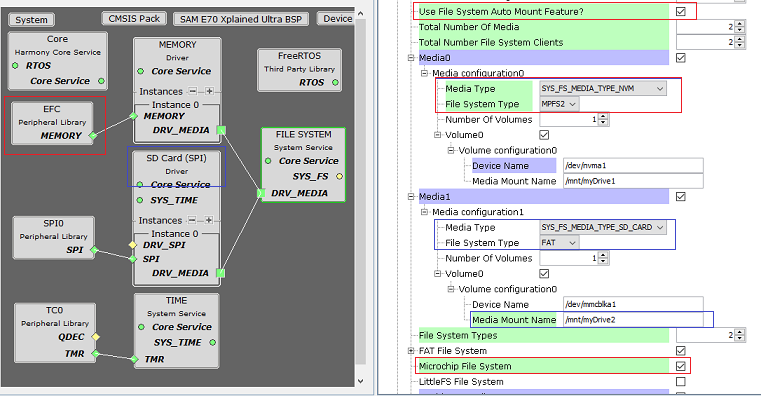 System
CMSIS Pack
SAM E70 Xplained Ultra BSP
Device
Core
Harmony Core Service
RTOS
Core Service
EFC
Peripheral Library
MEMORY
MEMORY
Driver
Core Service
Instances
Instance 0
MEMORY
DRV_MEDIA
FreeRTOS
Third Party Library
RTOS
FILE SYSTEM
System Service
Core Service
SYS_FS
DRV_MEDIA
SD Card (SPI)
Driver
Core Service
SYS_TIME
Instances
Instance 0
DRV_SPI
SPI
DRV_MEDIA
SPI0
Peripheral Library
SPI
TC0
Peripheral Library
QDEC
TMR
TIME
System Service
Core Service
SYS_TIME
TMR
Use File System Auto Mount Feature?
Total Number Of Media 2
Total Number File System Clients 2
Media0
Media configuration0
Media Type SYS_FS_MEDIA_TYPE_NVM
File System Type MPFS2
Number Of Volumes 1
Volume0
Volume configuration0
Device Name /dev/nvma1
Media Mount Name /mnt/myDrive1
Media1
Media configuration1
Media Type SYS_FS_MEDIA_TYPE_SD_CARD
File System Type FAT
Number Of Volumes 1
Volume0
Volume configuration0
Device Name /dev/mmcblka1
Media Mount Name /mnt/myDrive2
File System Types 2
FAT File System
Microchip File System
LittleFS File System